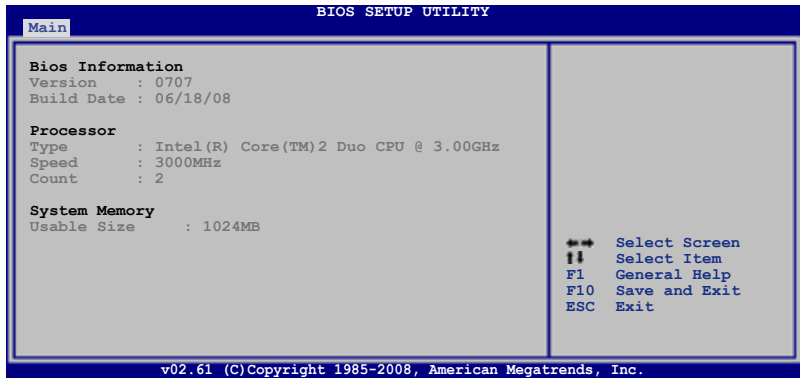 BIOS SETUP UTILITY
Main
Bios Information
Version : 0707
Build Date : 06/18/08
Processor
Type : Intel(R) Core(TM)2 Duo CPU @ 3.00GHz
Speed : 3000MHz
Count : 2
System Memory
Usable Size : 1024MB
←→ Select Screen
↑↓ Select Item
F1 General Help
F10 Save and Exit
ESC Exit
v02.61 (C)Copyright 1985-2008, American Megatrends, Inc.